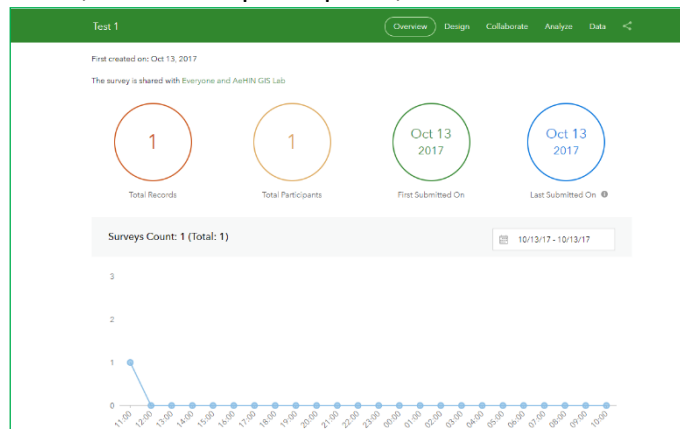 Test 1 Overview Design Collaborate Analyze Data
First created on: Oct 13, 2017
The survey is shared with Everyone and AeHIN GIS Lab
1 1 Oct 13 Oct 13
2017 2017
Total Records Total Participants First Submitted On Last Submitted On
Surveys Count: 1 (Total: 1) 10/13/17 - 10/13/17
3
2
1
0
11:00 12:00 13:00 14:00 15:00 16:00 17:00 18:00 19:00 20:00 21:00 22:00 23:00 00:00 01:00 02:00 03:00 04:00 05:00 06:00 07:00 08:00 09:00 10:00